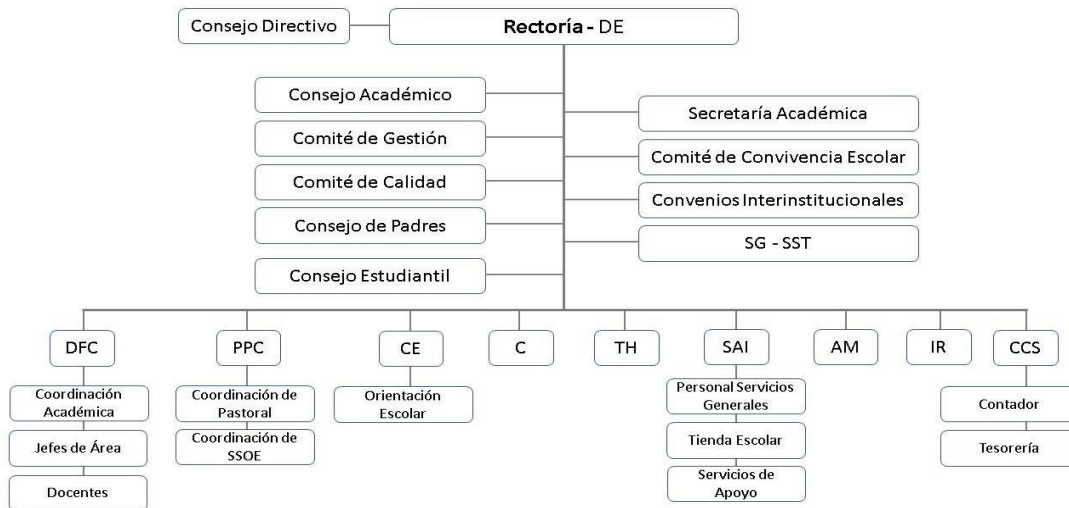 Consejo Directivo
Rectoría - DE
Consejo Académico
Comité de Gestión
Comité de Calidad
Consejo de Padres
Consejo Estudiantil
Secretaría Académica
Comité de Convivencia Escolar
Convenios Interinstitucionales
SG - SST
DFC
PPC
CE
C
TH
SAI
AM
IR
CCS
Coordinación
Académica
Jefes de Área
Docentes
Coordinación de
Pastoral
Coordinación de
SSOE
Orientación
Escolar
Personal Servicios
Generales
Tienda Escolar
Servicios de
Apoyo
Contador
Tesorería